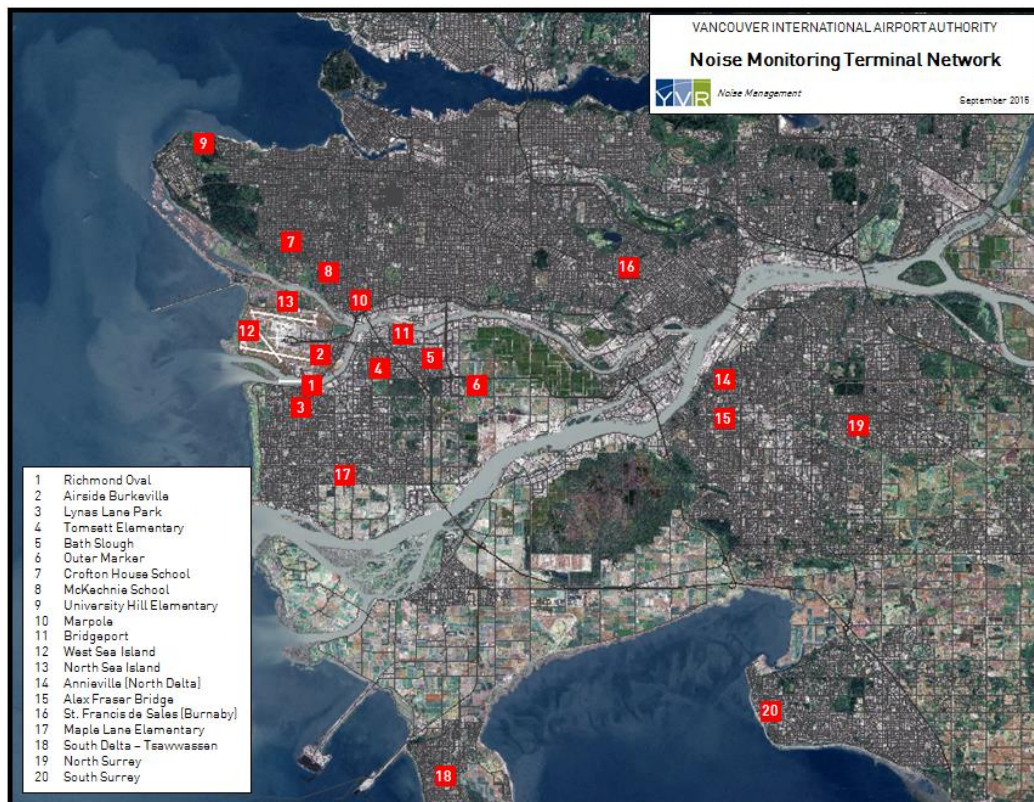 VANCOUVER INTERNATIONAL AIRPORT AUTHORITY
Noise Monitoring Terminal Network
YVR Noise Management
September 2015
9
7
8
16
13
10
12
11
2
5
4
14
1
6
3
15
19
17
20
18
1 Richmond Oval
2 Airside Burkeville
3 Lynas Lane Park
4 Tomsett Elementary
5 Bath Slough
6 Outer Marker
7 Crofton House School
8 McKechnie School
9 University Hill Elementary
10 Marpole
11 Bridgeport
12 West Sea Island
13 North Sea Island
14 Annieville (North Delta)
15 Alex Fraser Bridge
16 St. Francis de Sales (Burnaby)
17 Maple Lane Elementary
18 South Delta – Tsawwassen
19 North Surrey
20 South Surrey